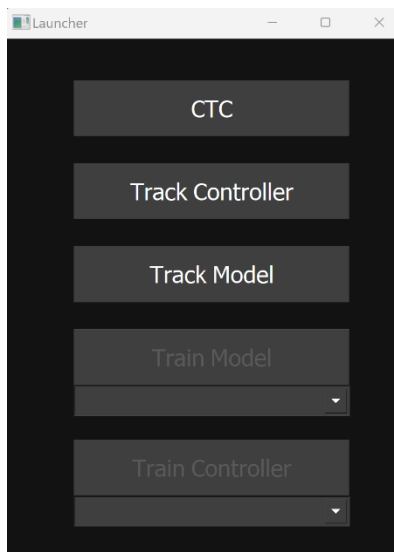 Launcher
CTC
Track Controller
Track Model
Train Model
Train Controller